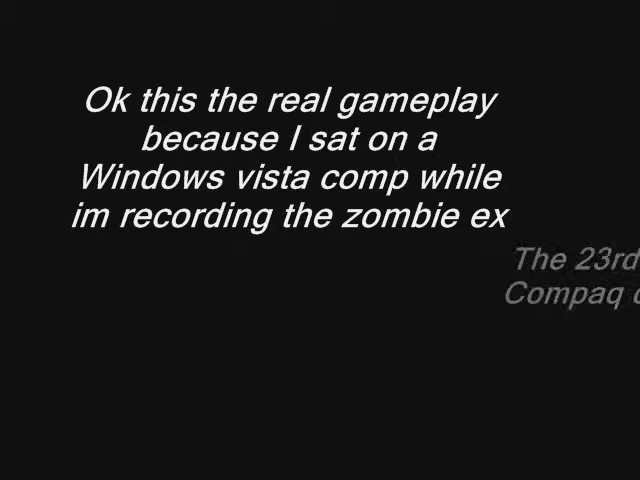 Ok this the real gameplay
because I sat on a
Windows vista comp while
im recording the zombie ex
The 23rd
Compaq